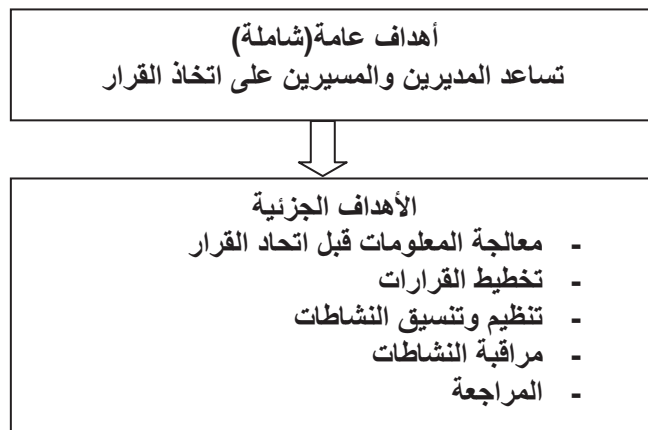 أهداف عامة(شاملة)
تساعد المديرين والمسيرين على اتخاذ القرار
الأهداف الجزئية
- معالجة المعلومات قبل اتحاد القرار
- تخطيط القرارات
- تنظيم وتنسيق النشاطات
- مراقبة النشاطات
- المراجعة